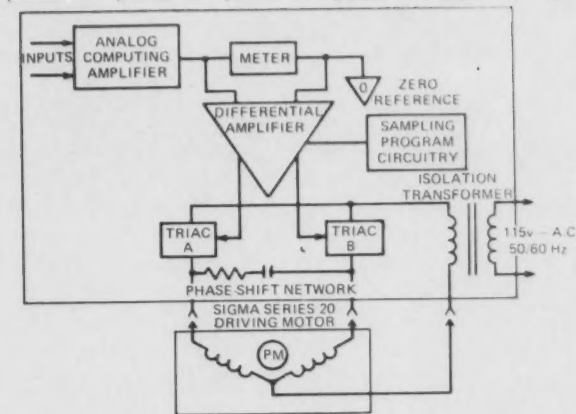 INPUTS
ANALOG
COMPUTING
AMPLIFIER
METER
0
ZERO
REFERENCE
DIFFERENTIAL
AMPLIFIER
SAMPLING
PROGRAM
CIRCUITRY
ISOLATION
TRANSFORMER
TRIAC
A
TRIAC
B
115v – A.C.
50/60 Hz
PHASE-SHIFT NETWORK
SIGMA SERIES 20
DRIVING MOTOR
PM